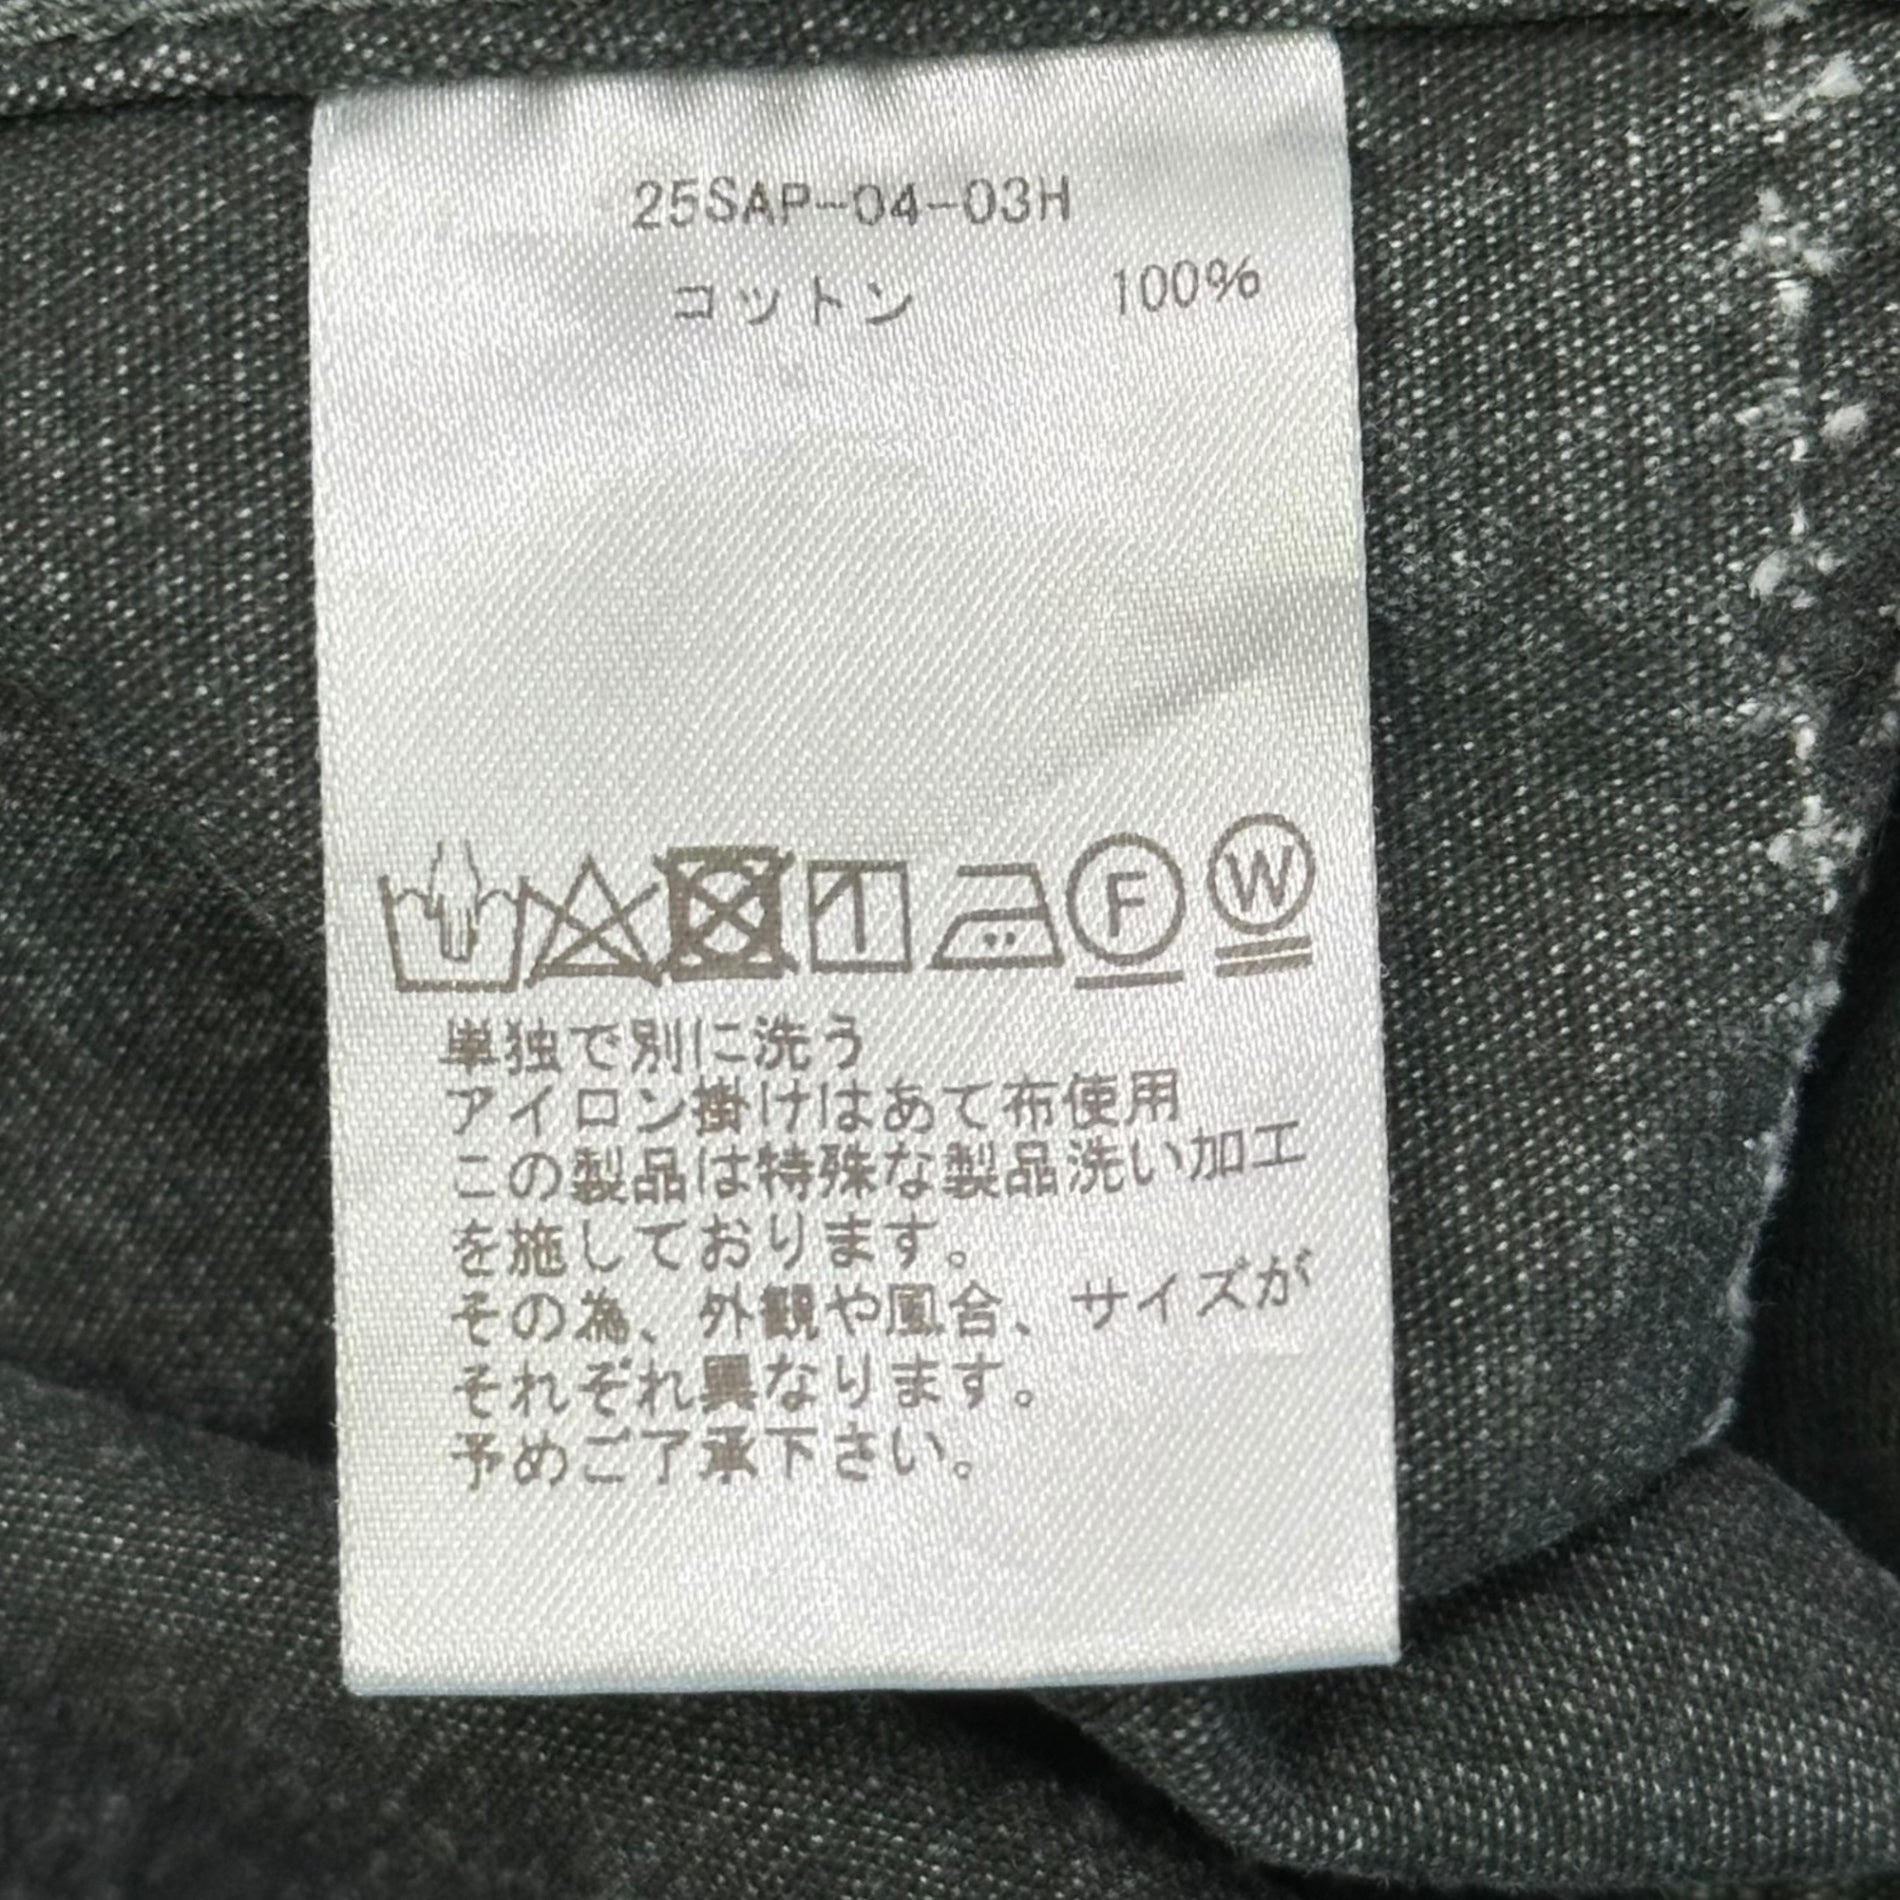 25SAP-04-03H
コットン 100%
F W
単独で別に洗う
アイロン掛けはあて布使用
この製品は特殊な製品洗い加工
を施しております。
その為、外観や風合、サイズが
それぞれ異なります。
予めご了承下さい。